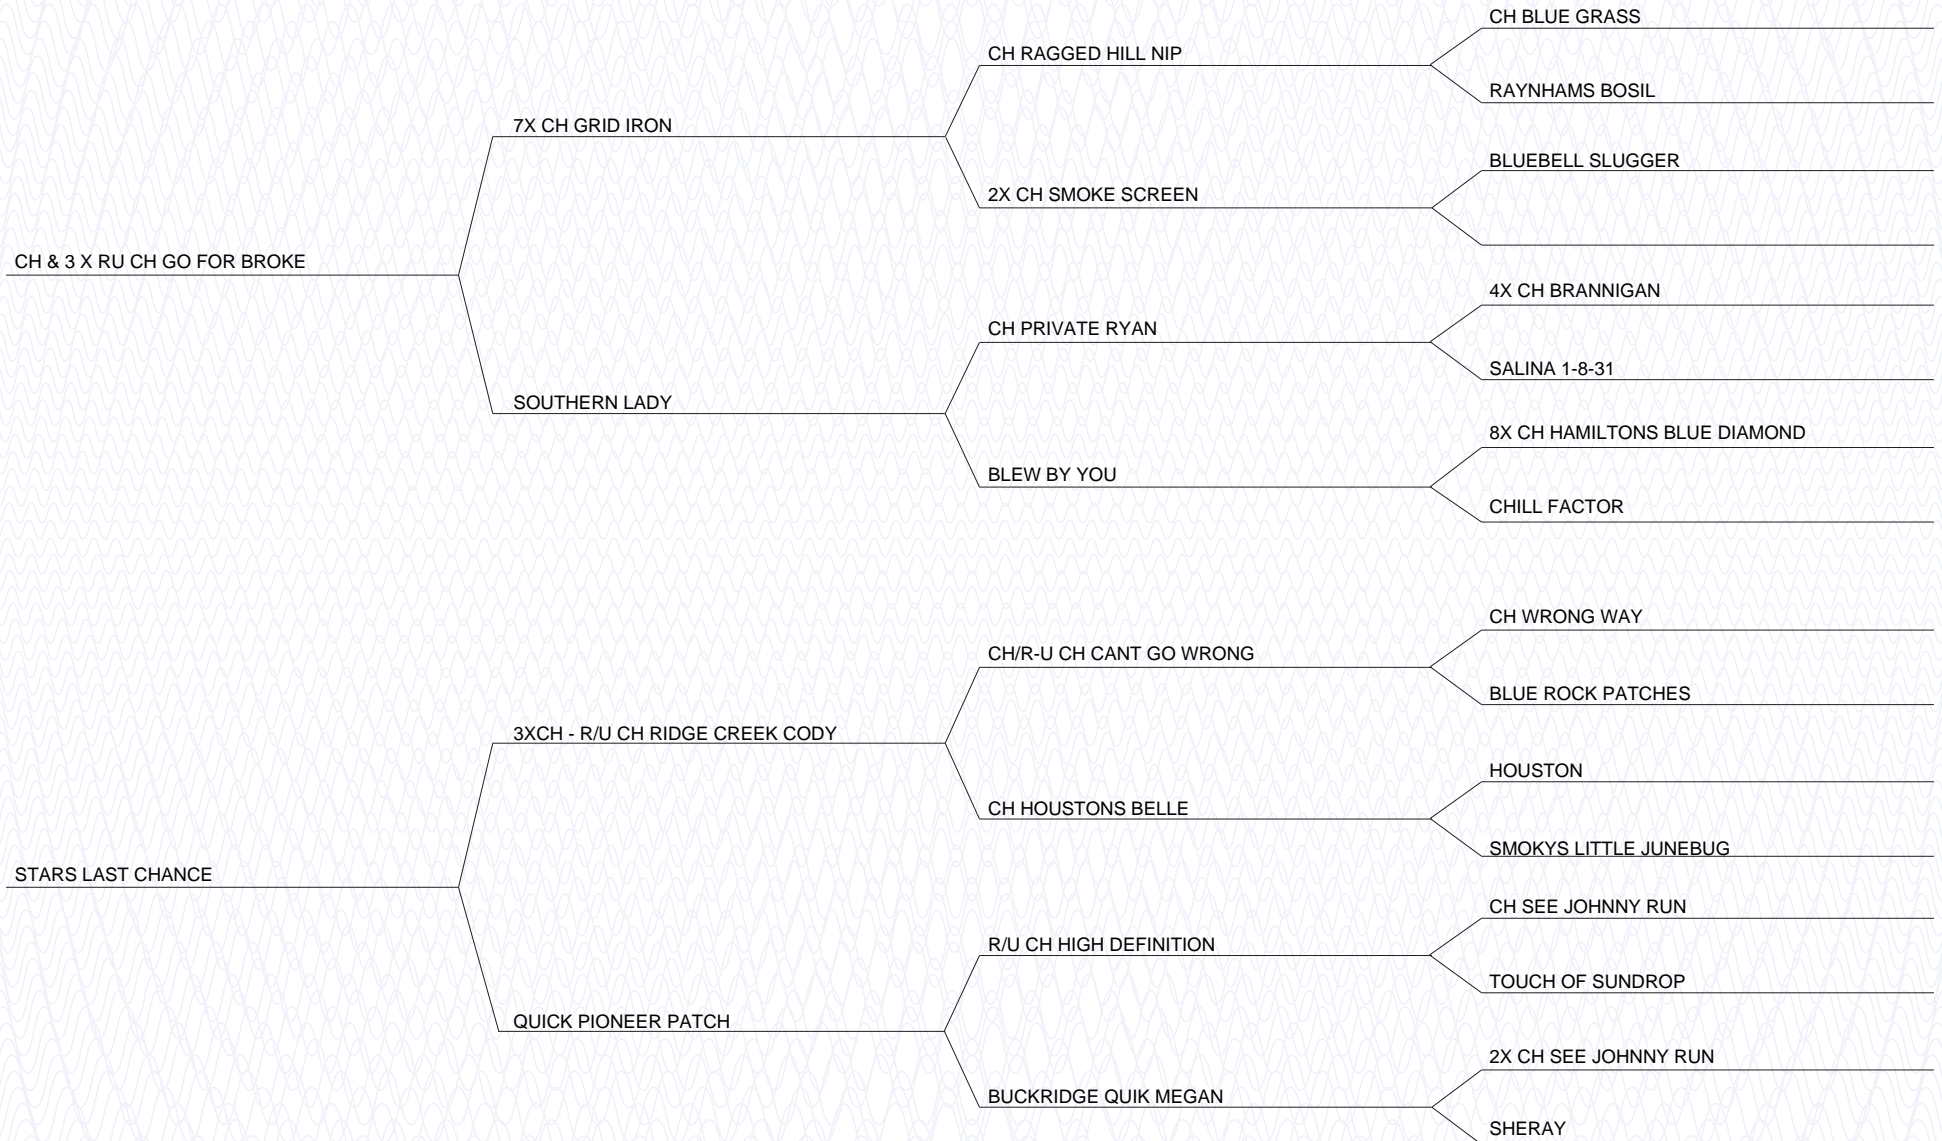 CH BLUE GRASS
CH RAGGED HILL NIP
RAYNHAMS BOSIL
7X CH GRID IRON
BLUEBELL SLUGGER
2X CH SMOKE SCREEN
CH & 3 X RU CH GO FOR BROKE
4X CH BRANNIGAN
CH PRIVATE RYAN
SALINA 1-8-31
SOUTHERN LADY
8X CH HAMILTONS BLUE DIAMOND
BLEW BY YOU
CHILL FACTOR
CH WRONG WAY
CH/R-U CH CANT GO WRONG
BLUE ROCK PATCHES
3XCH - R/U CH RIDGE CREEK CODY
HOUSTON
CH HOUSTONS BELLE
SMOKYS LITTLE JUNEBUG
STARS LAST CHANCE
CH SEE JOHNNY RUN
R/U CH HIGH DEFINITION
TOUCH OF SUNDROP
QUICK PIONEER PATCH
2X CH SEE JOHNNY RUN
BUCKRIDGE QUIK MEGAN
SHERAY